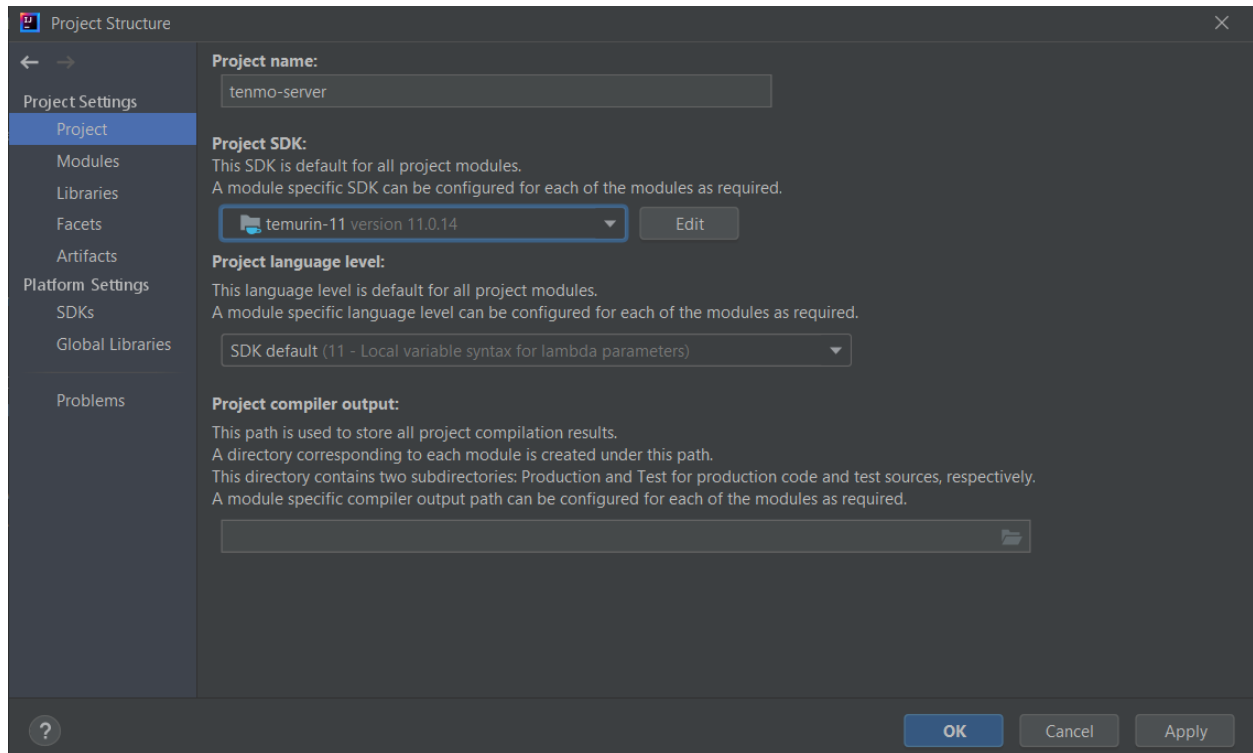 Project Structure
Project Settings
Project
Modules
Libraries
Facets
Artifacts
Platform Settings
SDKs
Global Libraries
Problems
Project name:
tenmo-server
Project SDK:
This SDK is default for all project modules.
A module specific SDK can be configured for each of the modules as required.
temurin-11 version 11.0.14
Edit
Project language level:
This language level is default for all project modules.
A module specific language level can be configured for each of the modules as required.
SDK default (11 - Local variable syntax for lambda parameters)
Project compiler output:
This path is used to store all project compilation results.
A directory corresponding to each module is created under this path.
This directory contains two subdirectories: Production and Test for production code and test sources, respectively.
A module specific compiler output path can be configured for each of the modules as required.
?
OK
Cancel
Apply